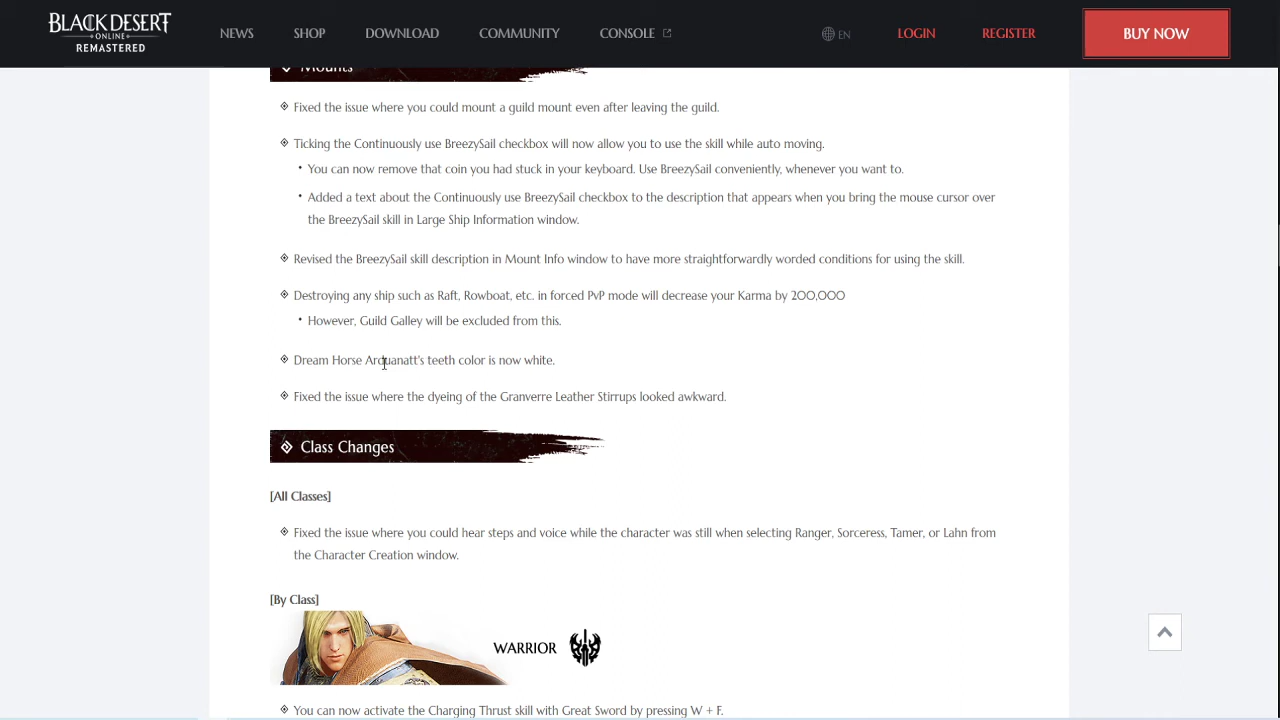 BLACK DESERT
ONLINE
REMASTERED
NEWS
SHOP
DOWNLOAD
COMMUNITY
CONSOLE
EN
LOGIN
REGISTER
BUY NOW
Mounts
Fixed the issue where you could mount a guild mount even after leaving the guild.
Ticking the Continuously use BreezySail checkbox will now allow you to use the skill while auto moving.
You can now remove that coin you had stuck in your keyboard. Use BreezySail conveniently, whenever you want to.
Added a text about the Continuously use BreezySail checkbox to the description that appears when you bring the mouse cursor over
the BreezySail skill in Large Ship Information window.
Revised the BreezySail skill description in Mount Info window to have more straightforwardly worded conditions for using the skill.
Destroying any ship such as Raft, Rowboat, etc. in forced PvP mode will decrease your Karma by 200,000
However, Guild Galley will be excluded from this.
Dream Horse Arduanatt's teeth color is now white.
Fixed the issue where the dyeing of the Granverre Leather Stirrups looked awkward.
Class Changes
[All Classes]
Fixed the issue where you could hear steps and voice while the character was still when selecting Ranger, Sorceress, Tamer, or Lahn from
the Character Creation window.
[By Class]
WARRIOR
You can now activate the Charging Thrust skill with Great Sword by pressing W + F.